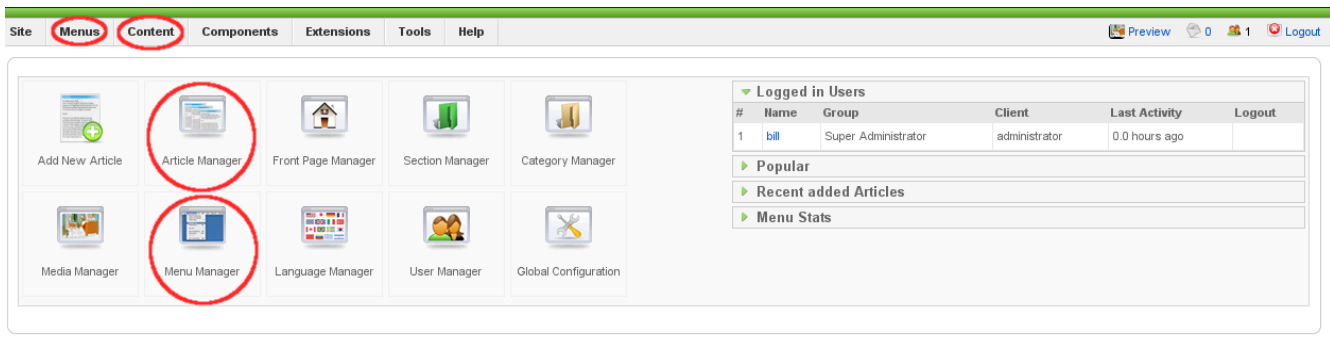 Site Menus Content Components Extensions Tools Help Preview 0 1 Logout
Add New Article Article Manager Front Page Manager Section Manager Category Manager
Media Manager Menu Manager Language Manager User Manager Global Configuration
Logged in Users
# Name Group Client Last Activity Logout
1 bill Super Administrator administrator 0.0 hours ago
Popular
Recent added Articles
Menu Stats